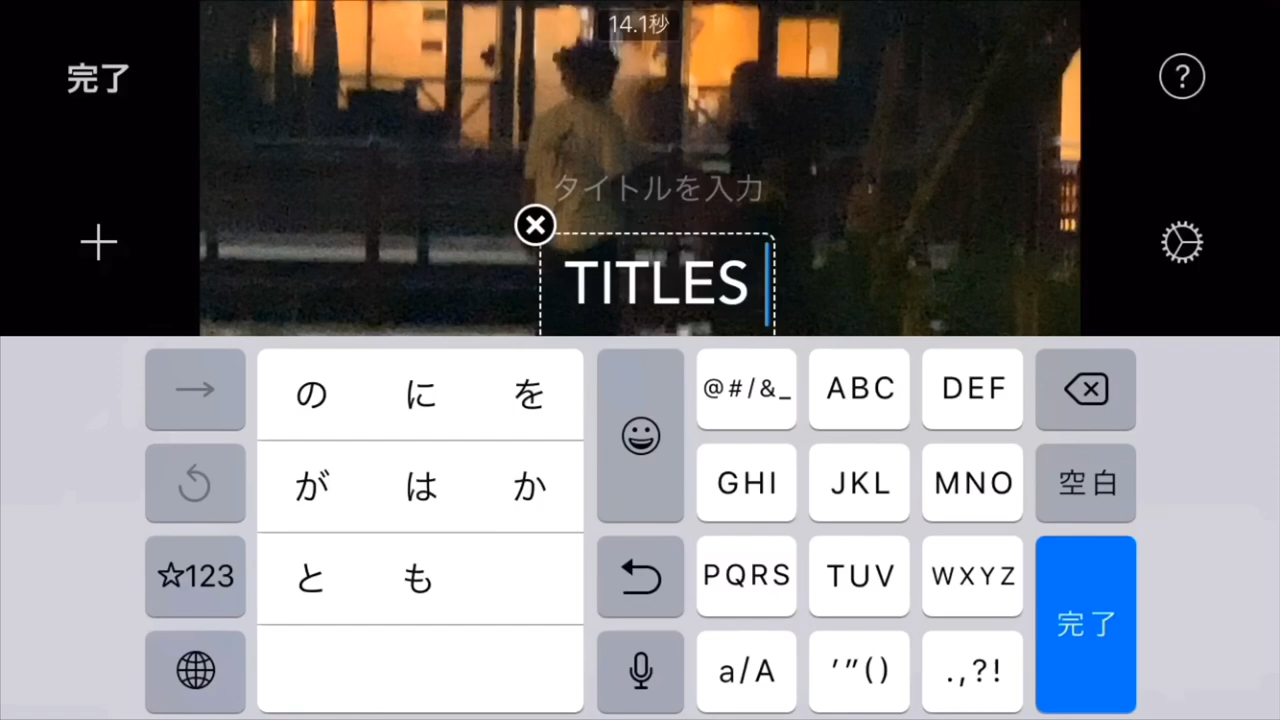 14.1秒
完了
?
タイトルを入力
TITLES
→
の に を
@#/&_ ABC DEF
が は か
GHI JKL MNO 空白
☆123
と も
PQRS TUV WXYZ
完了
a/A ′″() .,?!